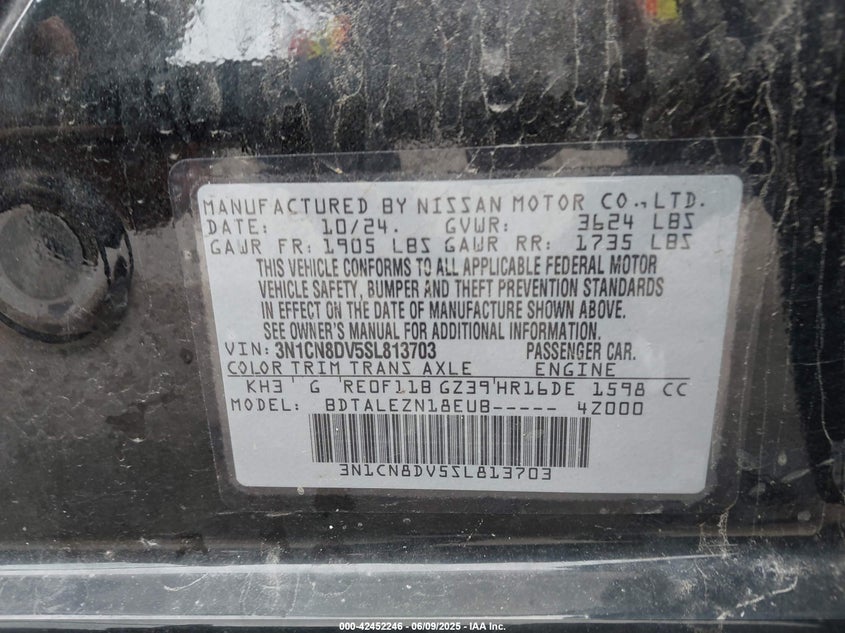 MANUFACTURED BY NISSAN MOTOR CO.,LTD.
DATE: 10/24. GVWR: 3624 LBS
GAWR FR: 1905 LBS GAWR RR: 1735 LBS
THIS VEHICLE CONFORMS TO ALL APPLICABLE FEDERAL MOTOR
VEHICLE SAFETY, BUMPER AND THEFT PREVENTION STANDARDS
IN EFFECT ON THE DATE OF MANUFACTURE SHOWN ABOVE.
SEE OWNER'S MANUAL FOR ADDITIONAL INFORMATION.
VIN: 3N1CN8DV5SL813703 PASSENGER CAR.
COLOR TRIM TRANS AXLE ENGINE
KH3 G RE0F11B GZ39 HR16DE 1598 CC
MODEL: BDTALEZN18EUB----- 4Z000
3N1CN8DV5SL813703
000-42452246 - 06/09/2025 - IAA Inc.